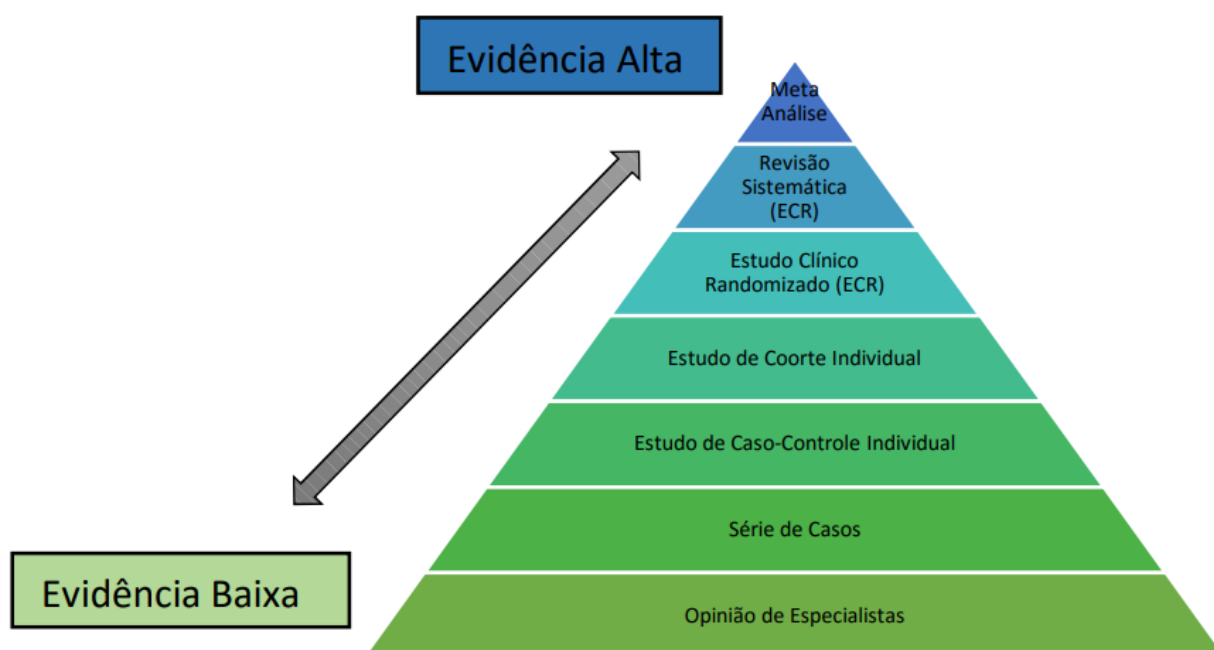 Evidência Alta
Meta
Análise
Revisão
Sistemática
(ECR)
Estudo Clínico
Randomizado (ECR)
Estudo de Coorte Individual
Estudo de Caso-Controle Individual
Série de Casos
Evidência Baixa
Opinião de Especialistas